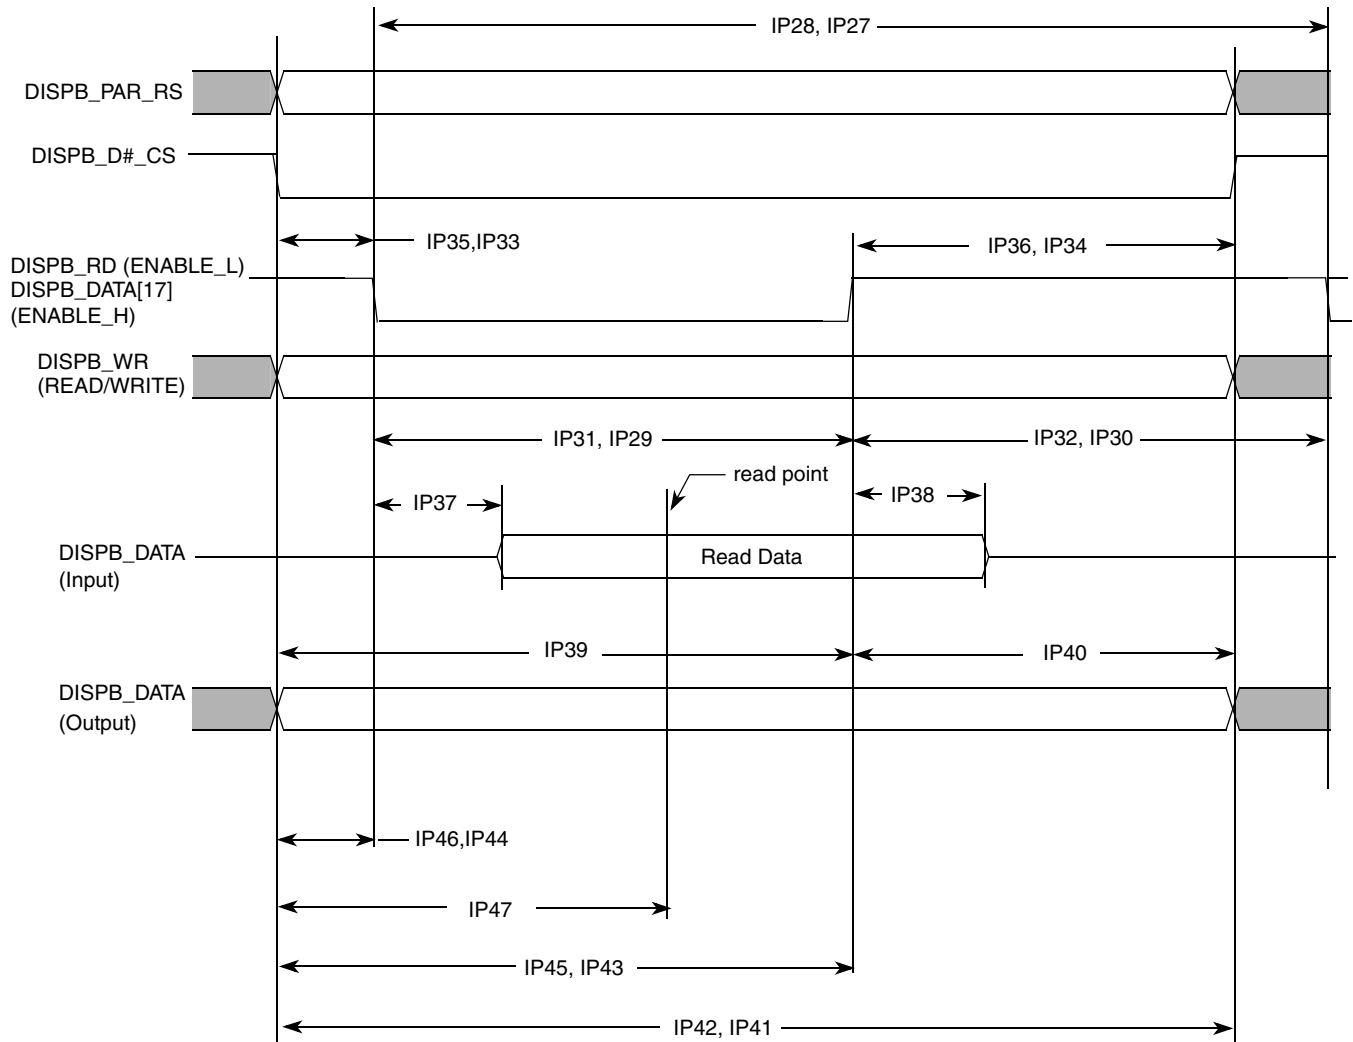 IP28, IP27
DISPB_PAR_RS
DISPB_D#_CS
IP35,IP33
IP36, IP34
DISPB_RD (ENABLE_L)
DISPB_DATA[17]
(ENABLE_H)
DISPB_WR
(READ/WRITE)
IP31, IP29
IP32, IP30
read point
IP37
IP38
DISPB_DATA
(Input)
Read Data
IP39
IP40
DISPB_DATA
(Output)
IP46,IP44
IP47
IP45, IP43
IP42, IP41